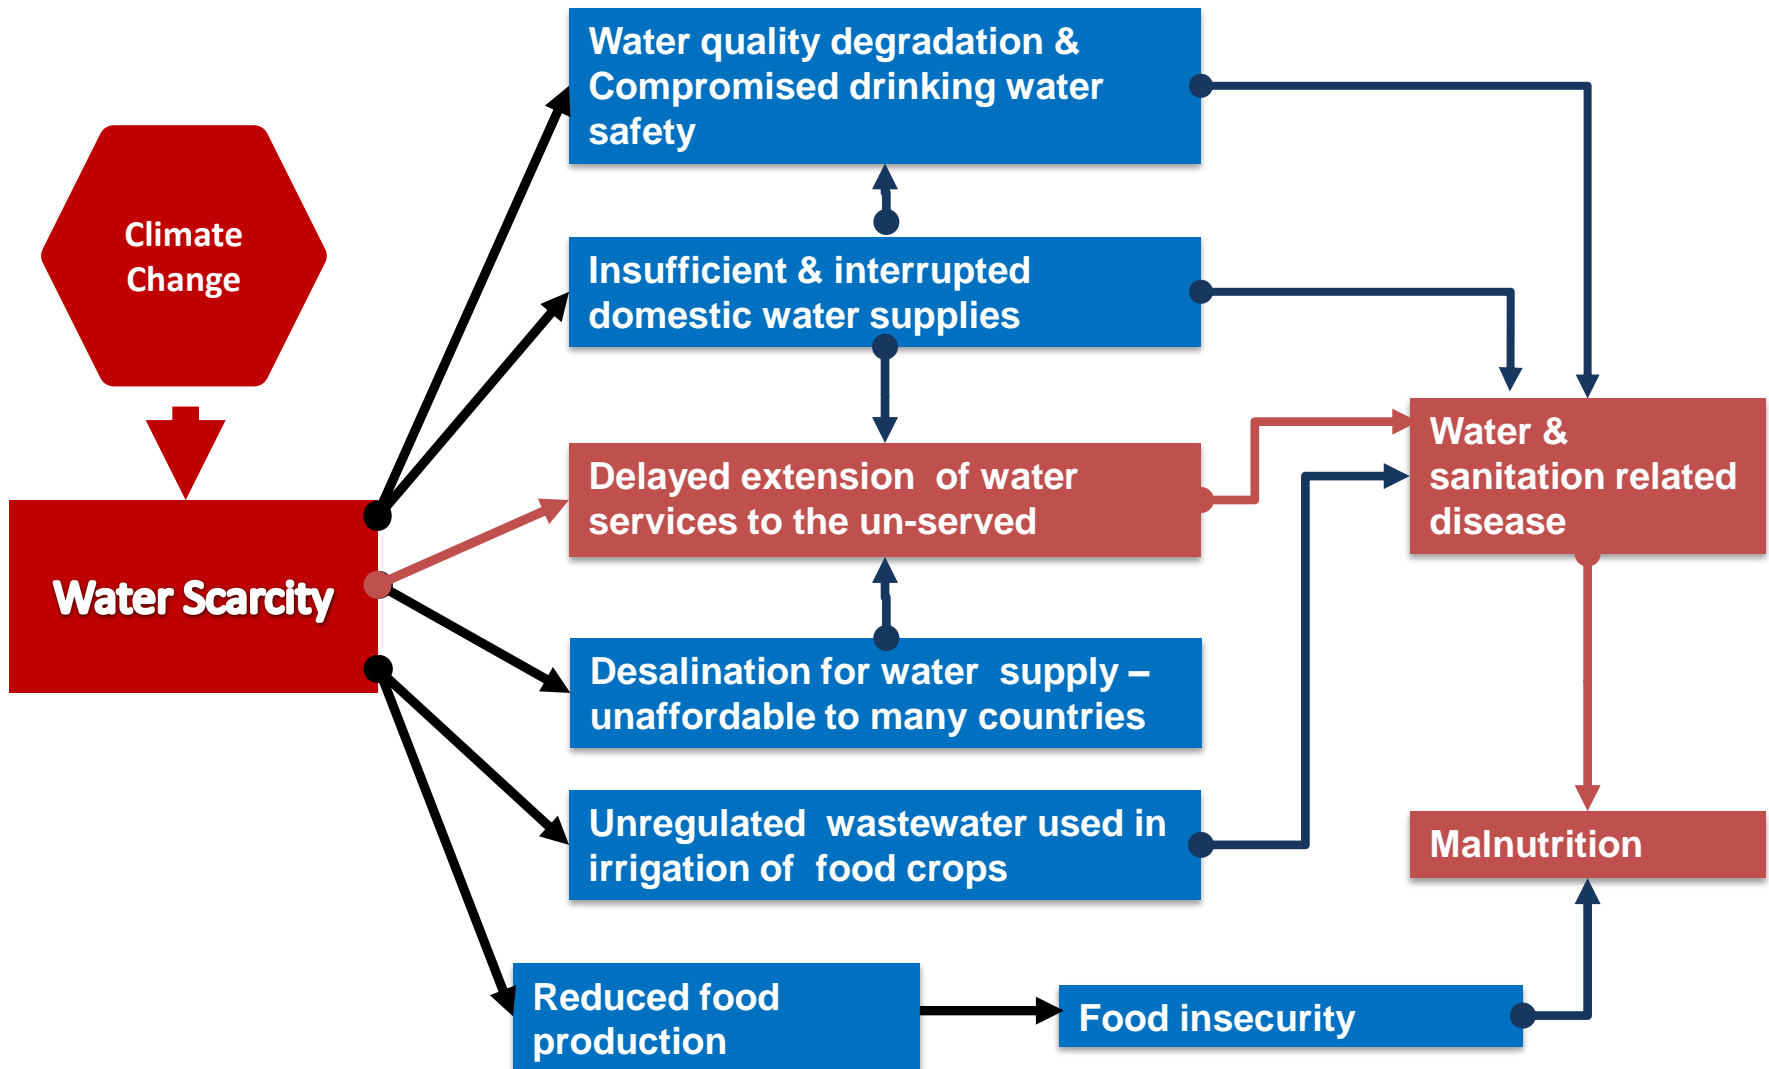 Climate
Change
Water Scarcity
Water quality degradation &
Compromised drinking water
safety
Insufficient & interrupted
domestic water supplies
Delayed extension of water
services to the un-served
Desalination for water supply –
unaffordable to many countries
Unregulated wastewater used in
irrigation of food crops
Reduced food
production
Food insecurity
Water &
sanitation related
disease
Malnutrition